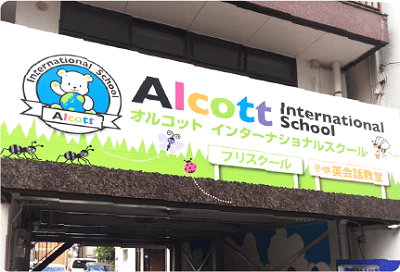 International School
Alcott
Alcott International
School
オルコット インターナショナルスクール
プリスクール
子供英会話教室